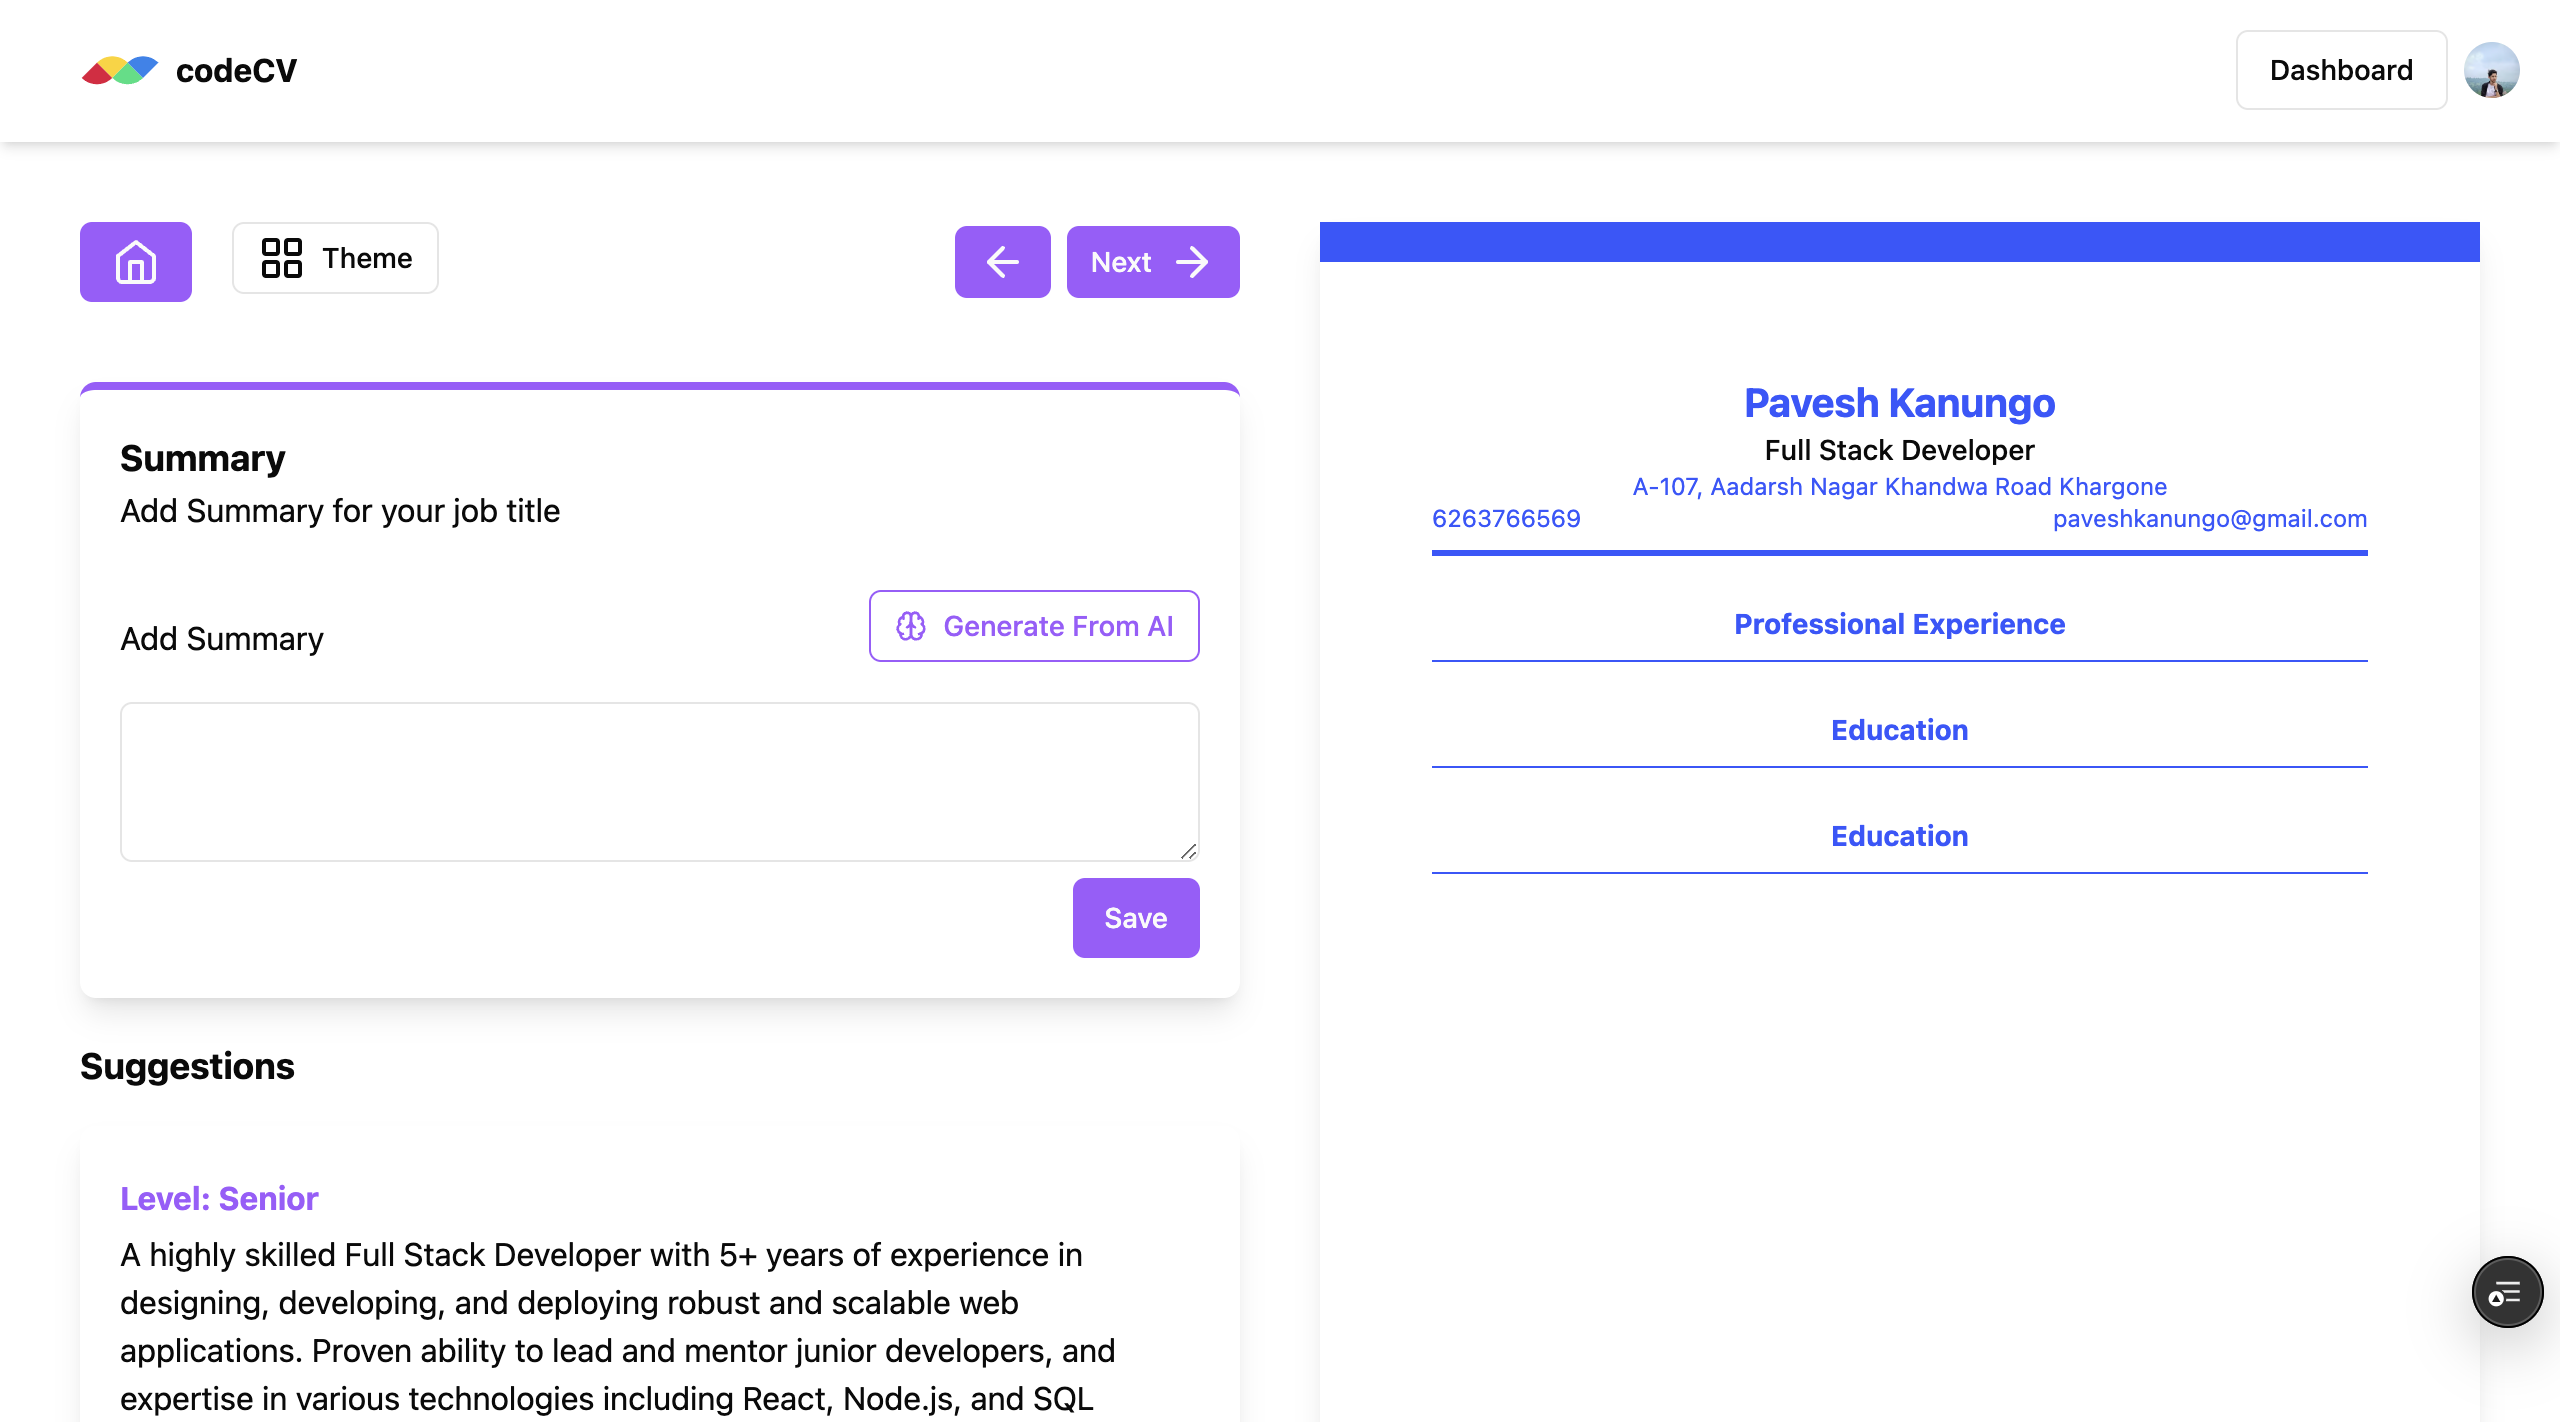 codeCV
Dashboard
Theme
Next
Summary
Add Summary for your job title
Add Summary
Generate From AI
Save
Suggestions
Level: Senior
A highly skilled Full Stack Developer with 5+ years of experience in
designing, developing, and deploying robust and scalable web
applications. Proven ability to lead and mentor junior developers, and
expertise in various technologies including React, Node.js, and SQL
Pavesh Kanungo
Full Stack Developer
A-107, Aadarsh Nagar Khandwa Road Khargone
6263766569 paveshkanungo@gmail.com
Professional Experience
Education
Education